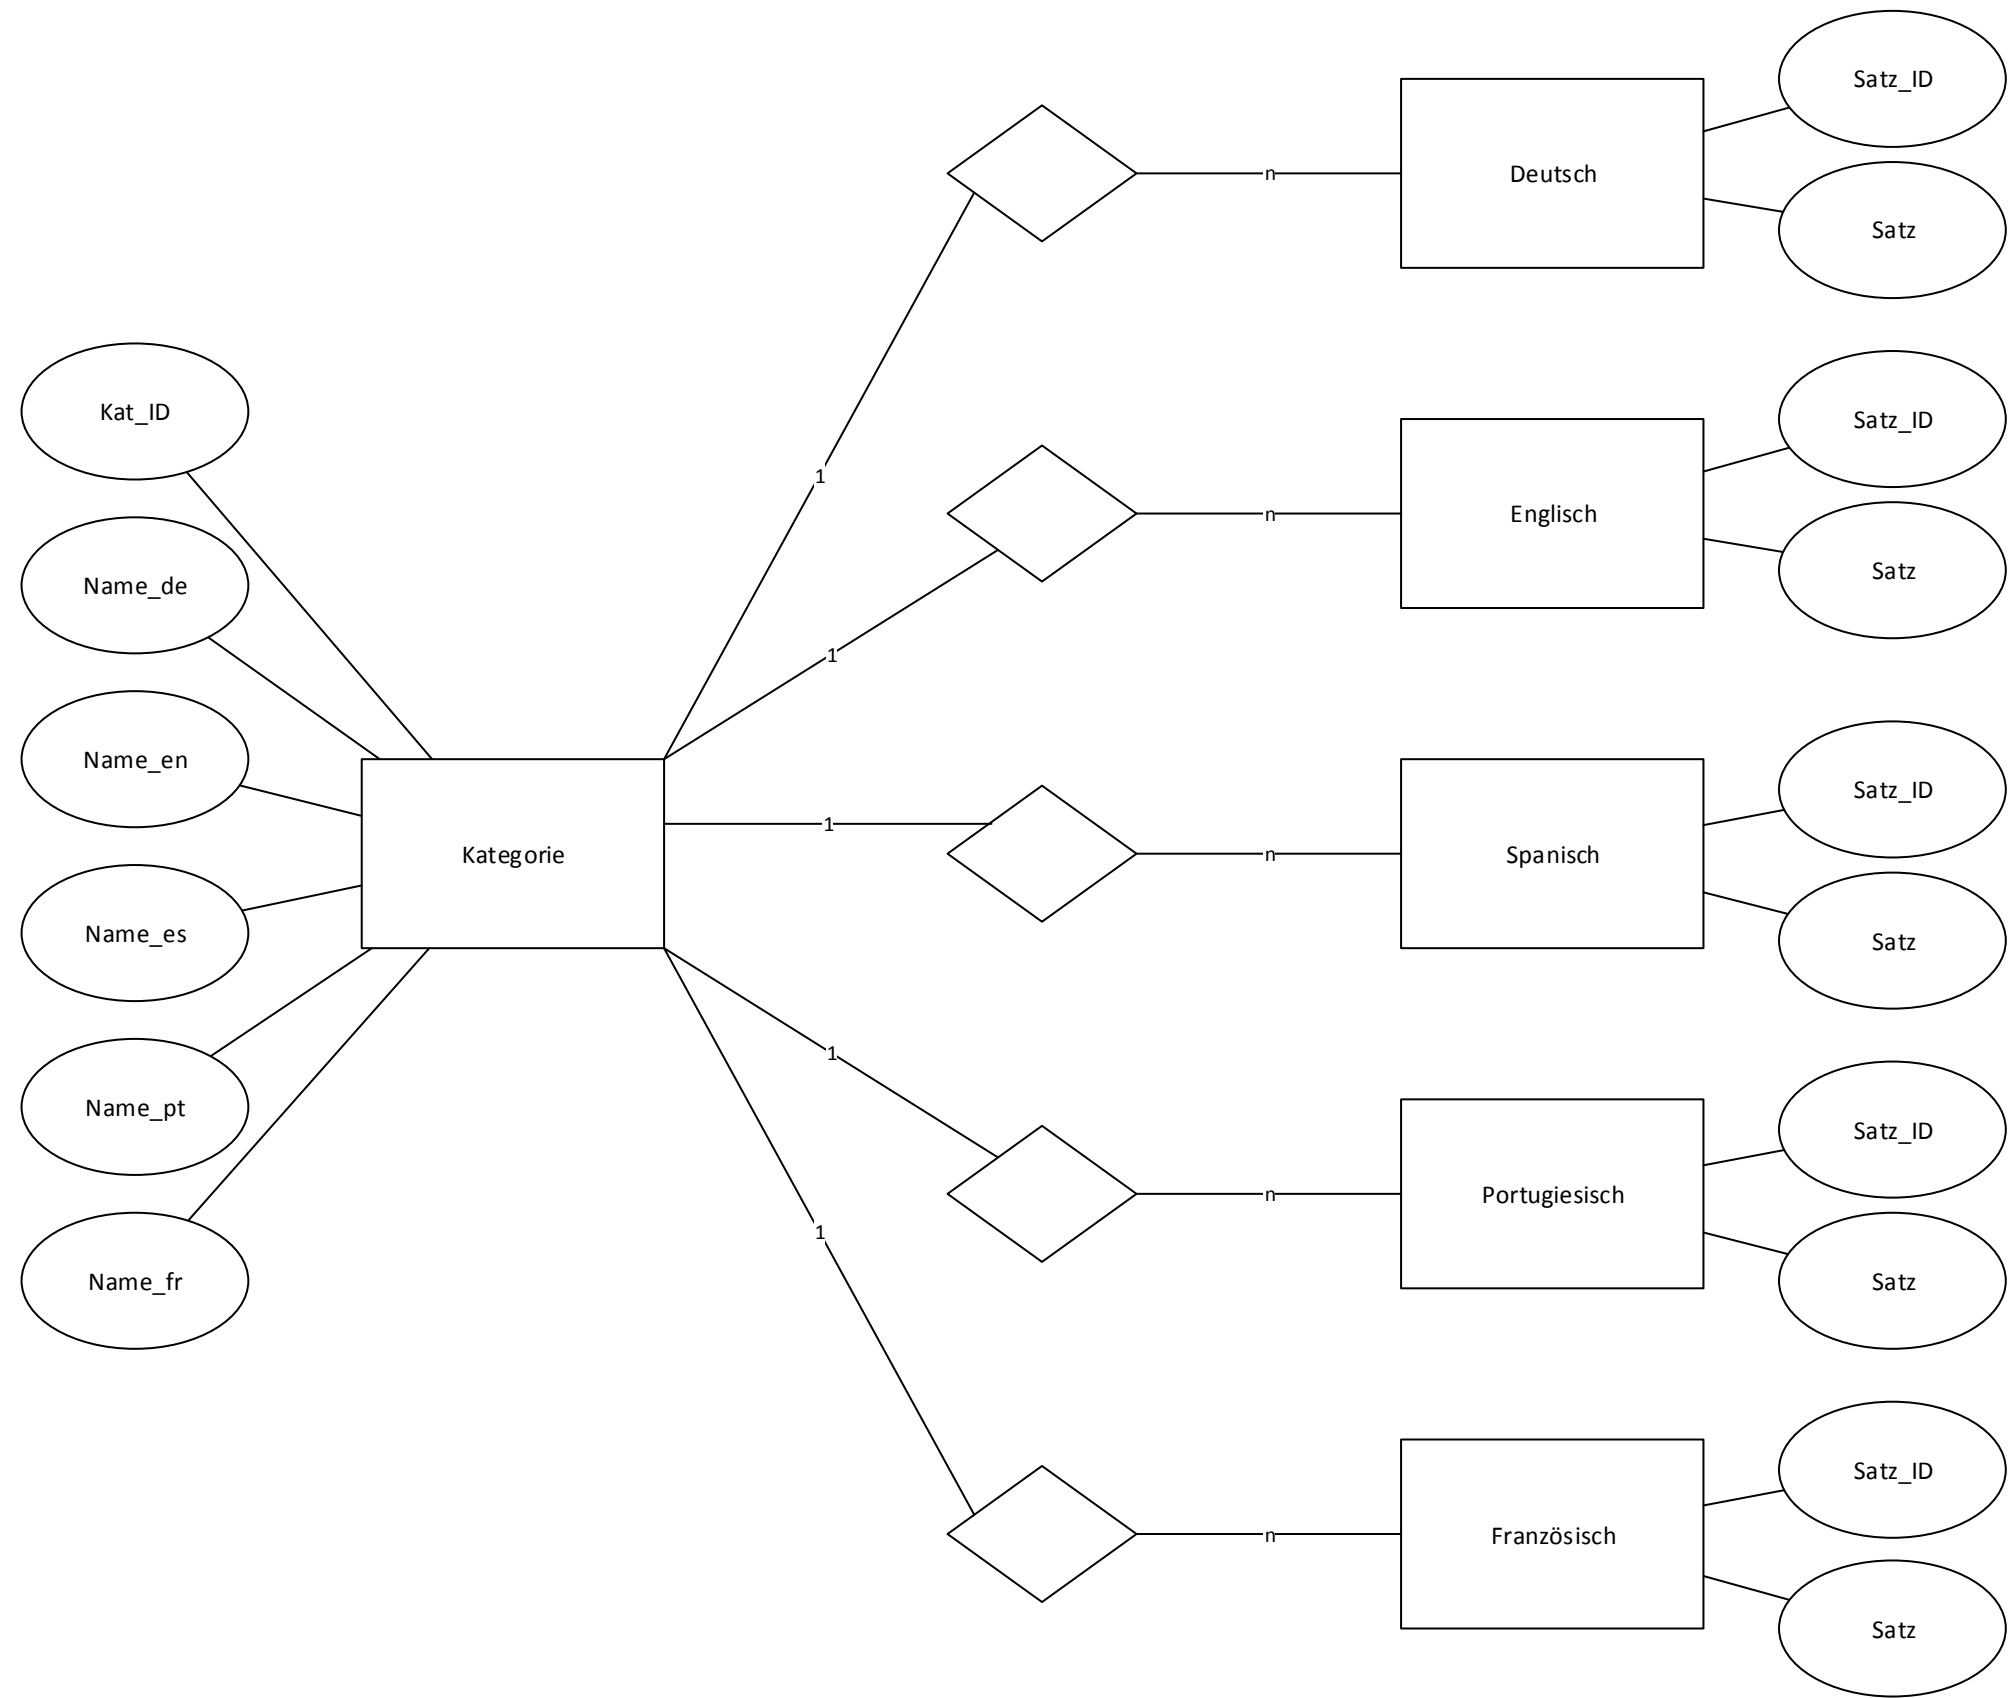 Satz_ID
Deutsch
n
Satz
Kat_ID
Satz_ID
1
Englisch
n
Satz
Name_de
1
Name_en
Satz_ID
1
Kategorie
n
Spanisch
Name_es
Satz
1
Name_pt
Satz_ID
n
Portugiesisch
1
Name_fr
Satz
Satz_ID
n
Französisch
Satz